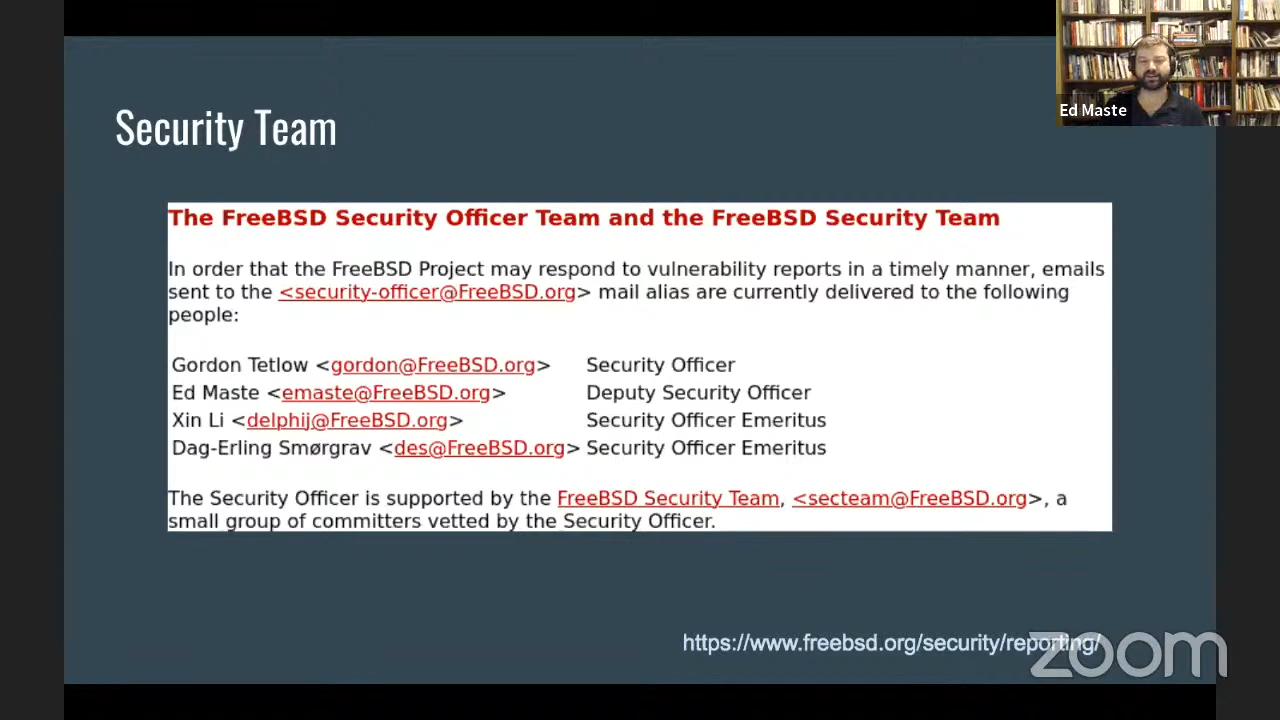 Ed Maste
Security Team
The FreeBSD Security Officer Team and the FreeBSD Security Team
In order that the FreeBSD Project may respond to vulnerability reports in a timely manner, emails
sent to the <security-officer@FreeBSD.org> mail alias are currently delivered to the following
people:
Gordon Tetlow <gordon@FreeBSD.org> Security Officer
Ed Maste <emaste@FreeBSD.org> Deputy Security Officer
Xin Li <delphij@FreeBSD.org> Security Officer Emeritus
Dag-Erling Smørgrav <des@FreeBSD.org> Security Officer Emeritus
The Security Officer is supported by the FreeBSD Security Team, <secteam@FreeBSD.org>, a
small group of committers vetted by the Security Officer.
https://www.freebsd.org/security/reporting/
zoom